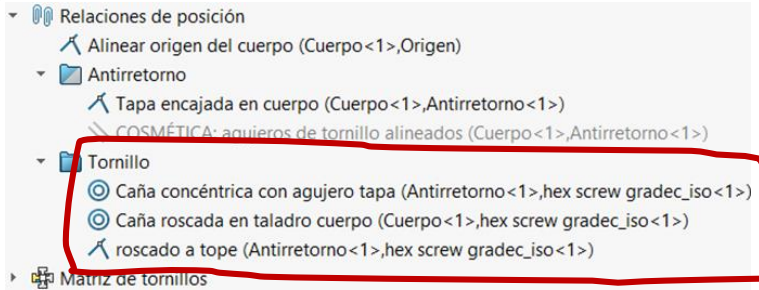 Relaciones de posición
Alinear origen del cuerpo (Cuerpo<1>,Origen)
Antirretorno
Tapa encajada en cuerpo (Cuerpo<1>,Antirretorno<1>)
COSMÉTICA: agujeros de tornillo alineados (Cuerpo<1>,Antirretorno<1>)
Tornillo
Caña concéntrica con agujero tapa (Antirretorno<1>,hex screw gradec_iso<1>)
Caña roscada en taladro cuerpo (Cuerpo<1>,hex screw gradec_iso<1>)
roscado a tope (Antirretorno<1>,hex screw gradec_iso<1>)
Matriz de tornillos